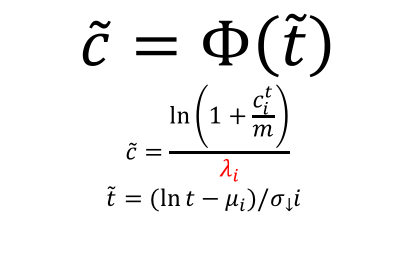 c̃ = Φ(t̃)
c̃ = ln(1 + cᵢᵗ/m)/λᵢ
t̃ = (ln t − μᵢ)/σ↓i